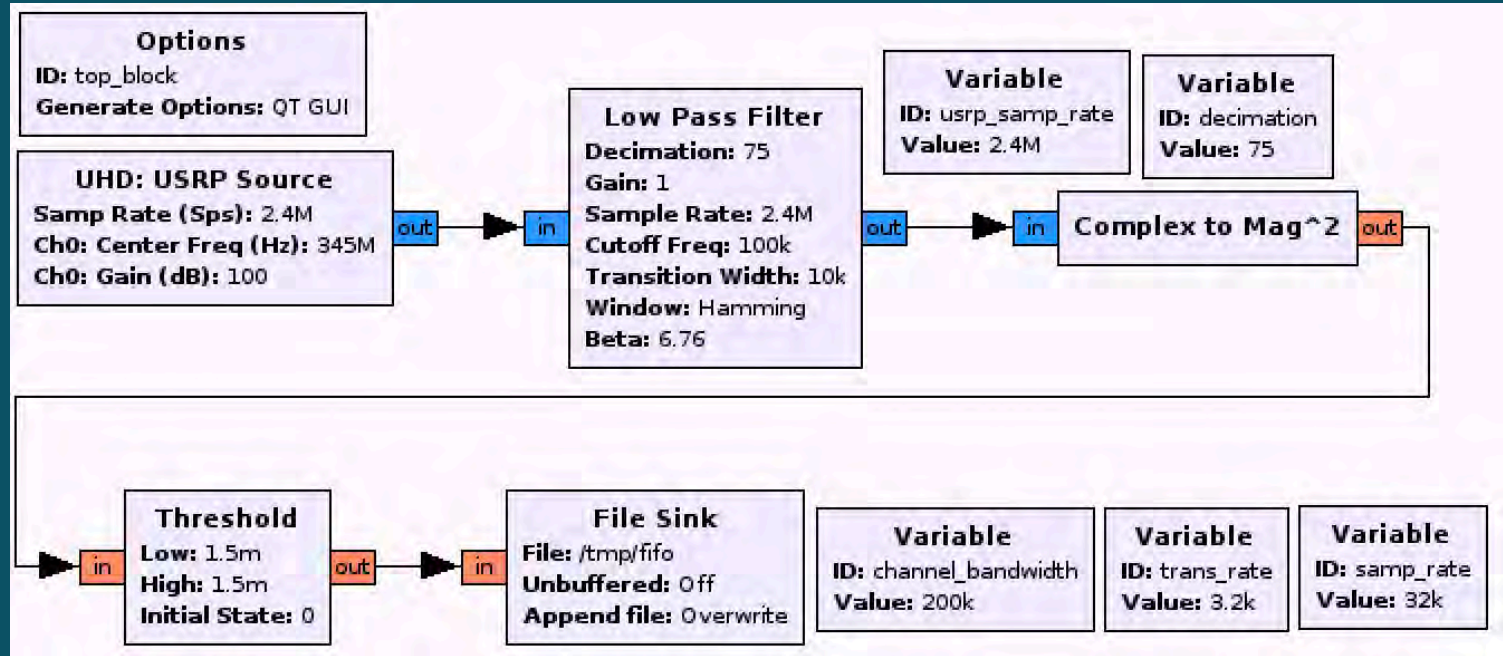 Options
ID: top_block
Generate Options: QT GUI
UHD: USRP Source
Samp Rate (Sps): 2.4M
Ch0: Center Freq (Hz): 345M
Ch0: Gain (dB): 100
out
in
Low Pass Filter
Decimation: 75
Gain: 1
Sample Rate: 2.4M
Cutoff Freq: 100k
Transition Width: 10k
Window: Hamming
Beta: 6.76
out
Variable
ID: usrp_samp_rate
Value: 2.4M
Variable
ID: decimation
Value: 75
in
Complex to Mag^2
out
in
Threshold
Low: 1.5m
High: 1.5m
Initial State: 0
out
in
File Sink
File: /tmp/fifo
Unbuffered: Off
Append file: Overwrite
Variable
ID: channel_bandwidth
Value: 200k
Variable
ID: trans_rate
Value: 3.2k
Variable
ID: samp_rate
Value: 32k